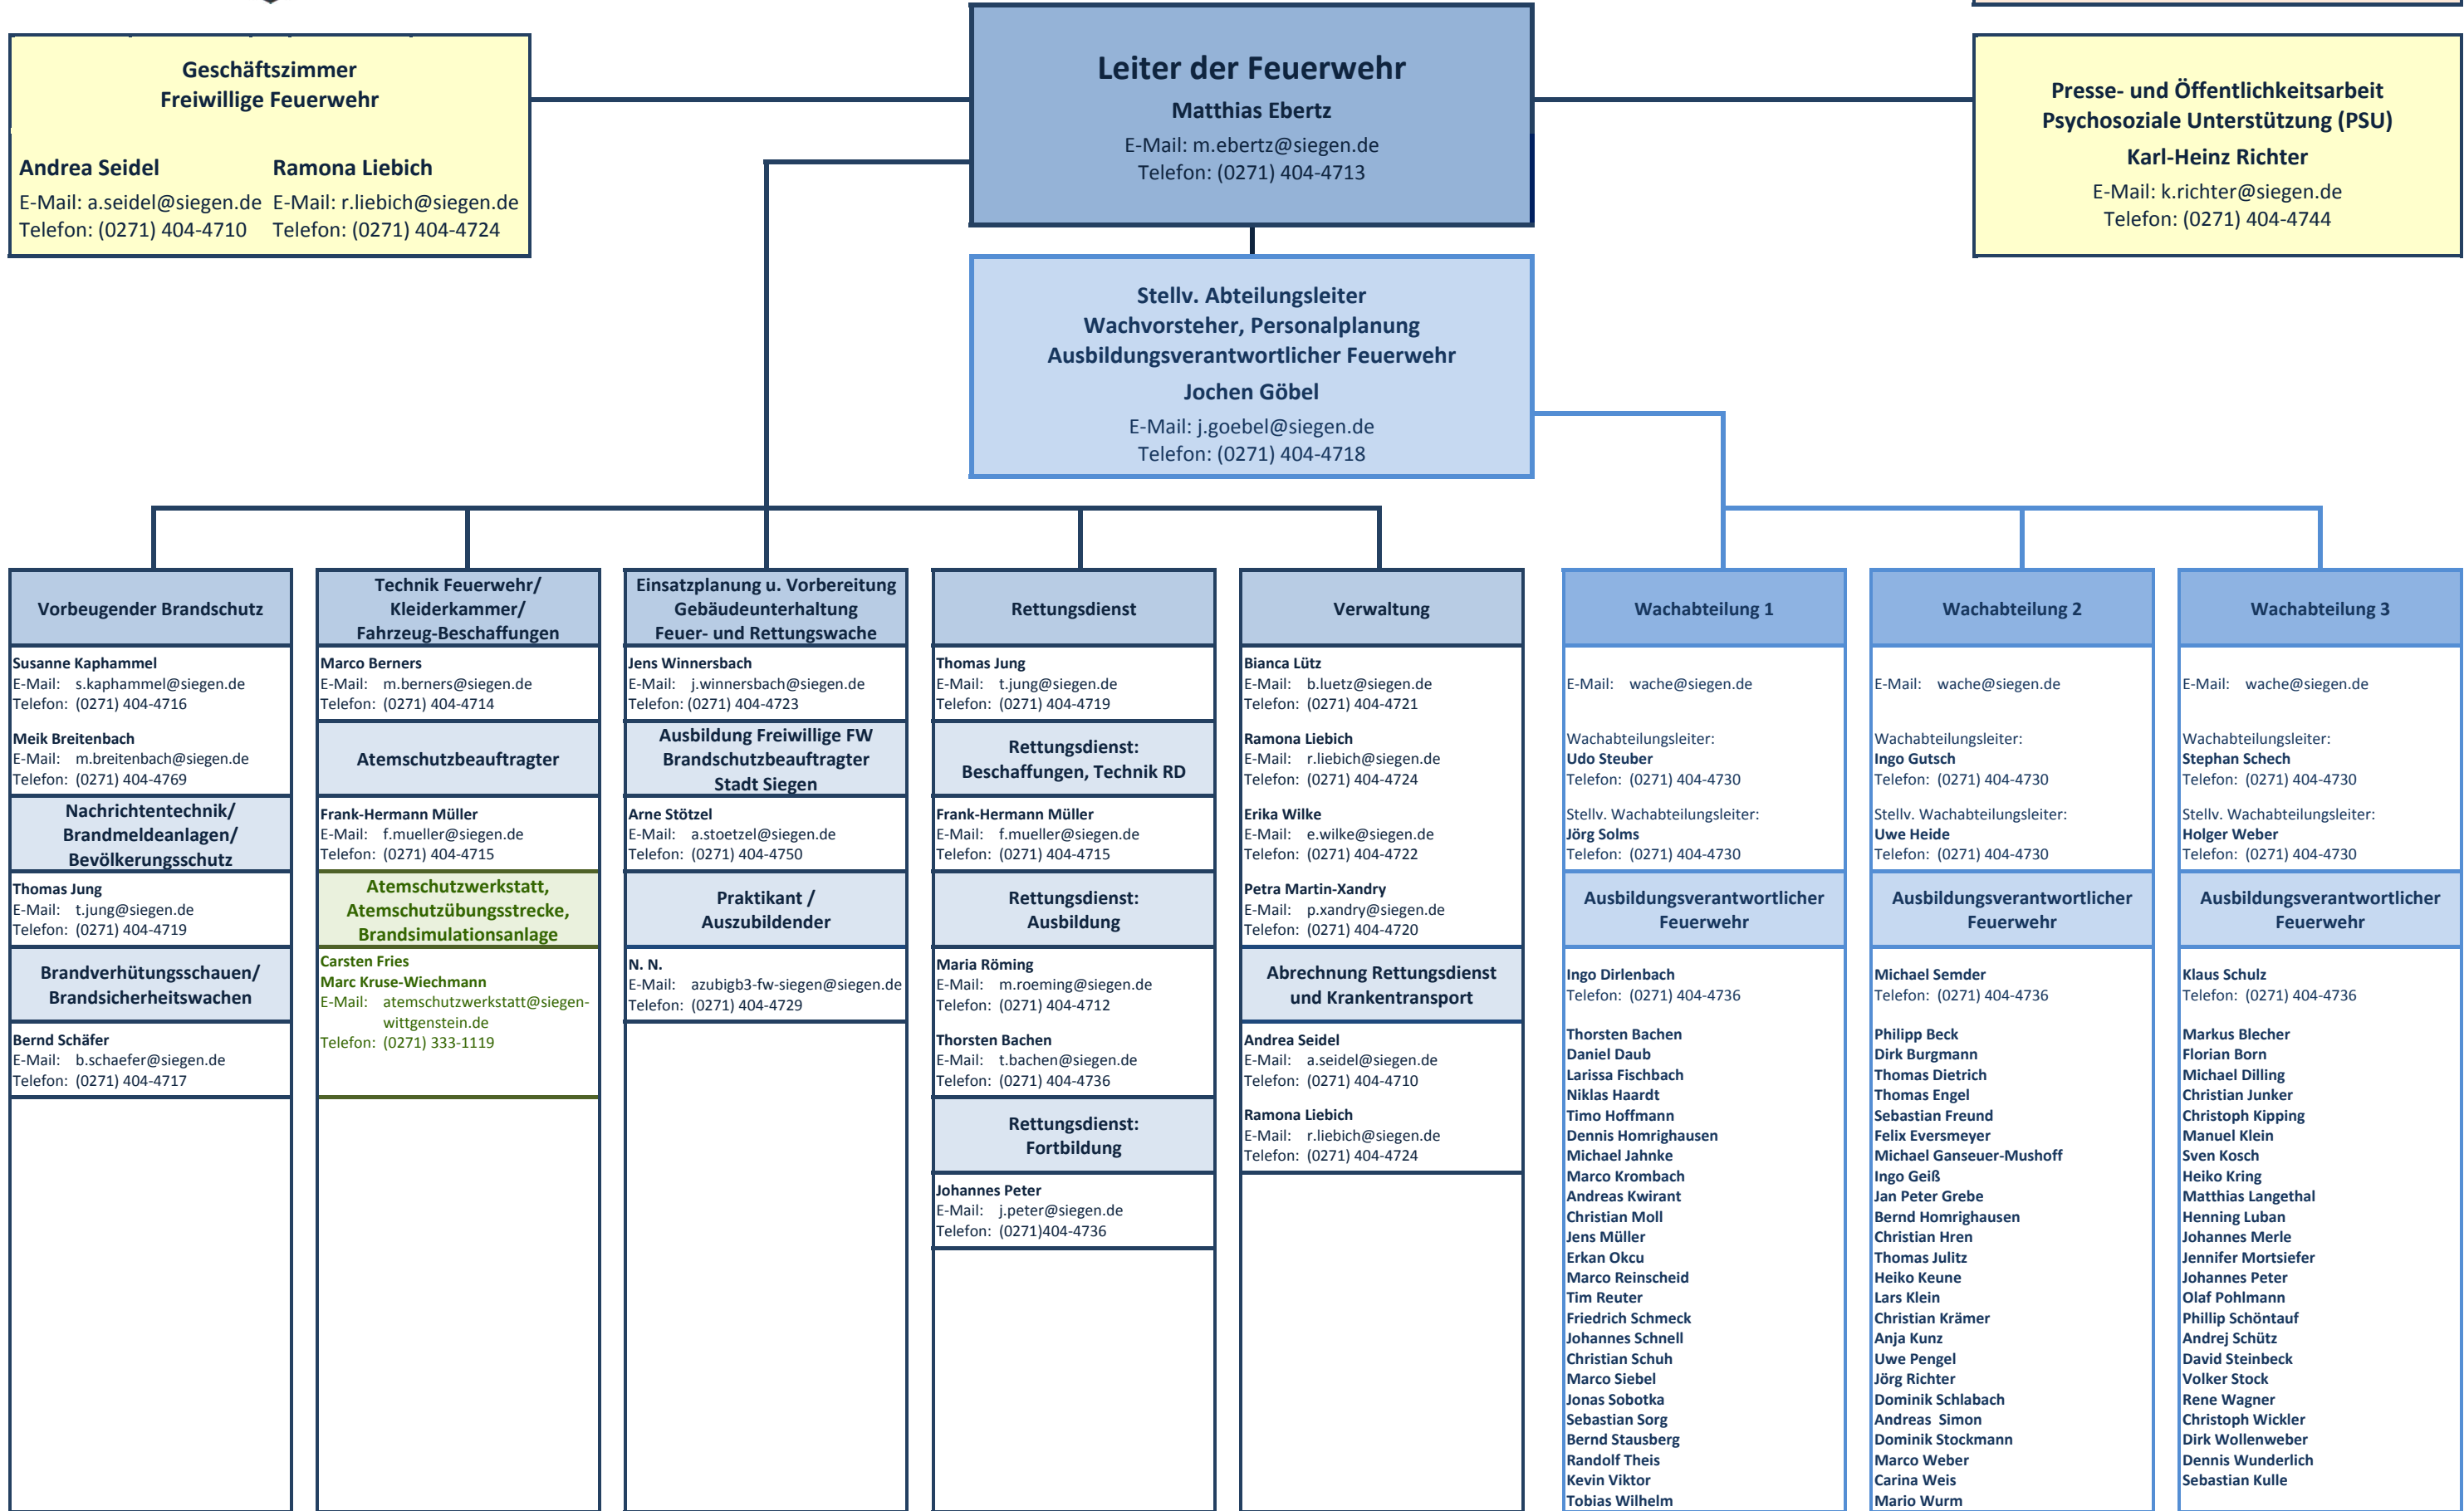 Geschäftszimmer
Freiwillige Feuerwehr
Andrea Seidel
E-Mail: a.seidel@siegen.de
Telefon: (0271) 404-4710
Ramona Liebich
E-Mail: r.liebich@siegen.de
Telefon: (0271) 404-4724
Leiter der Feuerwehr
Matthias Ebertz
E-Mail: m.ebertz@siegen.de
Telefon: (0271) 404-4713
Presse- und Öffentlichkeitsarbeit
Psychosoziale Unterstützung (PSU)
Karl-Heinz Richter
E-Mail: k.richter@siegen.de
Telefon: (0271) 404-4744
Stellv. Abteilungsleiter
Wachvorsteher, Personalplanung
Ausbildungsverantwortlicher Feuerwehr
Jochen Göbel
E-Mail: j.goebel@siegen.de
Telefon: (0271) 404-4718
Vorbeugender Brandschutz
Susanne Kaphammel
E-Mail: s.kaphammel@siegen.de
Telefon: (0271) 404-4716
Meik Breitenbach
E-Mail: m.breitenbach@siegen.de
Telefon: (0271) 404-4769
Nachrichtentechnik/
Brandmeldeanlagen/
Bevölkerungsschutz
Thomas Jung
E-Mail: t.jung@siegen.de
Telefon: (0271) 404-4719
Brandverhütungsschauen/
Brandsicherheitswachen
Bernd Schäfer
E-Mail: b.schaefer@siegen.de
Telefon: (0271) 404-4717
Technik Feuerwehr/
Kleiderkammer/
Fahrzeug-Beschaffungen
Marco Berners
E-Mail: m.berners@siegen.de
Telefon: (0271) 404-4714
Atemschutzbeauftragter
Frank-Hermann Müller
E-Mail: f.mueller@siegen.de
Telefon: (0271) 404-4715
Atemschutzwerkstatt,
Atemschutzübungsstrecke,
Brandsimulationsanlage
Carsten Fries
Marc Kruse-Wiechmann
E-Mail: atemschutzwerkstatt@siegen-
wittgenstein.de
Telefon: (0271) 333-1119
Einsatzplanung u. Vorbereitung
Gebäudeunterhaltung
Feuer- und Rettungswache
Jens Winnersbach
E-Mail: j.winnersbach@siegen.de
Telefon: (0271) 404-4723
Ausbildung Freiwillige FW
Brandschutzbeauftragter
Stadt Siegen
Arne Stötzel
E-Mail: a.stoetzel@siegen.de
Telefon: (0271) 404-4750
Praktikant /
Auszubildender
N. N.
E-Mail: azubigb3-fw-siegen@siegen.de
Telefon: (0271) 404-4729
Rettungsdienst
Thomas Jung
E-Mail: t.jung@siegen.de
Telefon: (0271) 404-4719
Rettungsdienst:
Beschaffungen, Technik RD
Frank-Hermann Müller
E-Mail: f.mueller@siegen.de
Telefon: (0271) 404-4715
Rettungsdienst:
Ausbildung
Maria Röming
E-Mail: m.roeming@siegen.de
Telefon: (0271) 404-4712
Thorsten Bachen
E-Mail: t.bachen@siegen.de
Telefon: (0271) 404-4736
Rettungsdienst:
Fortbildung
Johannes Peter
E-Mail: j.peter@siegen.de
Telefon: (0271)404-4736
Verwaltung
Bianca Lütz
E-Mail: b.luetz@siegen.de
Telefon: (0271) 404-4721
Ramona Liebich
E-Mail: r.liebich@siegen.de
Telefon: (0271) 404-4724
Erika Wilke
E-Mail: e.wilke@siegen.de
Telefon: (0271) 404-4722
Petra Martin-Xandry
E-Mail: p.xandry@siegen.de
Telefon: (0271) 404-4720
Abrechnung Rettungsdienst
und Krankentransport
Andrea Seidel
E-Mail: a.seidel@siegen.de
Telefon: (0271) 404-4710
Ramona Liebich
E-Mail: r.liebich@siegen.de
Telefon: (0271) 404-4724
Wachabteilung 1
E-Mail: wache@siegen.de
Wachabteilungsleiter:
Udo Steuber
Telefon: (0271) 404-4730
Stellv. Wachabteilungsleiter:
Jörg Solms
Telefon: (0271) 404-4730
Ausbildungsverantwortlicher
Feuerwehr
Ingo Dirlenbach
Telefon: (0271) 404-4736
Thorsten Bachen
Daniel Daub
Larissa Fischbach
Niklas Haardt
Timo Hoffmann
Dennis Homrighausen
Michael Jahnke
Marco Krombach
Andreas Kwirant
Christian Moll
Jens Müller
Erkan Okcu
Marco Reinscheid
Tim Reuter
Friedrich Schmeck
Johannes Schnell
Christian Schuh
Marco Siebel
Jonas Sobotka
Sebastian Sorg
Bernd Stausberg
Randolf Theis
Kevin Viktor
Tobias Wilhelm
Wachabteilung 2
E-Mail: wache@siegen.de
Wachabteilungsleiter:
Ingo Gutsch
Telefon: (0271) 404-4730
Stellv. Wachabteilungsleiter:
Uwe Heide
Telefon: (0271) 404-4730
Ausbildungsverantwortlicher
Feuerwehr
Michael Semder
Telefon: (0271) 404-4736
Philipp Beck
Dirk Burgmann
Thomas Dietrich
Thomas Engel
Sebastian Freund
Felix Eversmeyer
Michael Ganseuer-Mushoff
Ingo Geiß
Jan Peter Grebe
Bernd Homrighausen
Christian Hren
Thomas Julitz
Heiko Keune
Lars Klein
Christian Krämer
Anja Kunz
Uwe Pengel
Jörg Richter
Dominik Schlabach
Andreas Simon
Dominik Stockmann
Marco Weber
Carina Weis
Mario Wurm
Wachabteilung 3
E-Mail: wache@siegen.de
Wachabteilungsleiter:
Stephan Schech
Telefon: (0271) 404-4730
Stellv. Wachabteilungsleiter:
Holger Weber
Telefon: (0271) 404-4730
Ausbildungsverantwortlicher
Feuerwehr
Klaus Schulz
Telefon: (0271) 404-4736
Markus Blecher
Florian Born
Michael Dilling
Christian Junker
Christoph Kipping
Manuel Klein
Sven Kosch
Heiko Kring
Matthias Langethal
Henning Luban
Johannes Merle
Jennifer Mortsiefer
Johannes Peter
Olaf Pohlmann
Phillip Schöntauf
Andrej Schütz
David Steinbeck
Volker Stock
Rene Wagner
Christoph Wickler
Dirk Wollenweber
Dennis Wunderlich
Sebastian Kulle